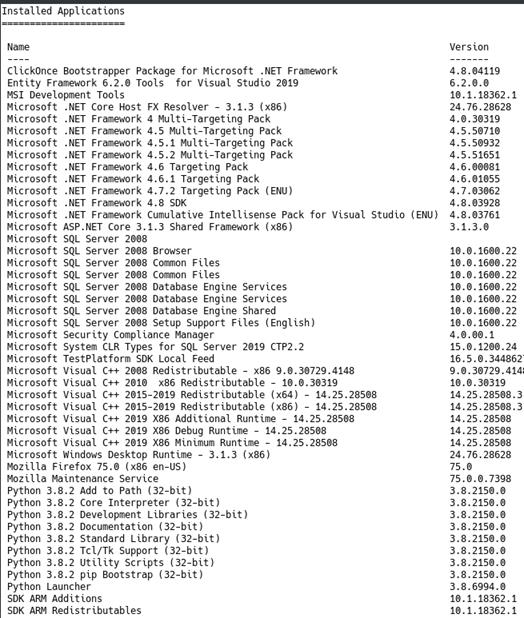 Installed Applications
======================
Name Version
---- -------
ClickOnce Bootstrapper Package for Microsoft .NET Framework 4.8.04119
Entity Framework 6.2.0 Tools for Visual Studio 2019 6.2.0.0
MSI Development Tools 10.1.18362.1
Microsoft .NET Core Host FX Resolver - 3.1.3 (x86) 24.76.28628
Microsoft .NET Framework 4 Multi-Targeting Pack 4.0.30319
Microsoft .NET Framework 4.5 Multi-Targeting Pack 4.5.50710
Microsoft .NET Framework 4.5.1 Multi-Targeting Pack 4.5.50932
Microsoft .NET Framework 4.5.2 Multi-Targeting Pack 4.5.51651
Microsoft .NET Framework 4.6 Targeting Pack 4.6.00081
Microsoft .NET Framework 4.6.1 Targeting Pack 4.6.01055
Microsoft .NET Framework 4.7.2 Targeting Pack (ENU) 4.7.03062
Microsoft .NET Framework 4.8 SDK 4.8.03928
Microsoft .NET Framework Cumulative Intellisense Pack for Visual Studio (ENU) 4.8.03761
Microsoft ASP.NET Core 3.1.3 Shared Framework (x86) 3.1.3.0
Microsoft SQL Server 2008
Microsoft SQL Server 2008 Browser 10.0.1600.22
Microsoft SQL Server 2008 Common Files 10.0.1600.22
Microsoft SQL Server 2008 Common Files 10.0.1600.22
Microsoft SQL Server 2008 Database Engine Services 10.0.1600.22
Microsoft SQL Server 2008 Database Engine Services 10.0.1600.22
Microsoft SQL Server 2008 Database Engine Shared 10.0.1600.22
Microsoft SQL Server 2008 Setup Support Files (English) 10.0.1600.22
Microsoft Security Compliance Manager 4.0.00.1
Microsoft System CLR Types for SQL Server 2019 CTP2.2 15.0.1200.24
Microsoft TestPlatform SDK Local Feed 16.5.0.344862
Microsoft Visual C++ 2008 Redistributable - x86 9.0.30729.4148 9.0.30729.414
Microsoft Visual C++ 2010 x86 Redistributable - 10.0.30319 10.0.30319
Microsoft Visual C++ 2015-2019 Redistributable (x64) - 14.25.28508 14.25.28508.3
Microsoft Visual C++ 2015-2019 Redistributable (x86) - 14.25.28508 14.25.28508.3
Microsoft Visual C++ 2019 X86 Additional Runtime - 14.25.28508 14.25.28508
Microsoft Visual C++ 2019 X86 Debug Runtime - 14.25.28508 14.25.28508
Microsoft Visual C++ 2019 X86 Minimum Runtime - 14.25.28508 14.25.28508
Microsoft Windows Desktop Runtime - 3.1.3 (x86) 24.76.28628
Mozilla Firefox 75.0 (x86 en-US) 75.0
Mozilla Maintenance Service 75.0.0.7398
Python 3.8.2 Add to Path (32-bit) 3.8.2150.0
Python 3.8.2 Core Interpreter (32-bit) 3.8.2150.0
Python 3.8.2 Development Libraries (32-bit) 3.8.2150.0
Python 3.8.2 Documentation (32-bit) 3.8.2150.0
Python 3.8.2 Standard Library (32-bit) 3.8.2150.0
Python 3.8.2 Tcl/Tk Support (32-bit) 3.8.2150.0
Python 3.8.2 Utility Scripts (32-bit) 3.8.2150.0
Python 3.8.2 pip Bootstrap (32-bit) 3.8.2150.0
Python Launcher 3.8.6994.0
SDK ARM Additions 10.1.18362.1
SDK ARM Redistributables 10.1.18362.1